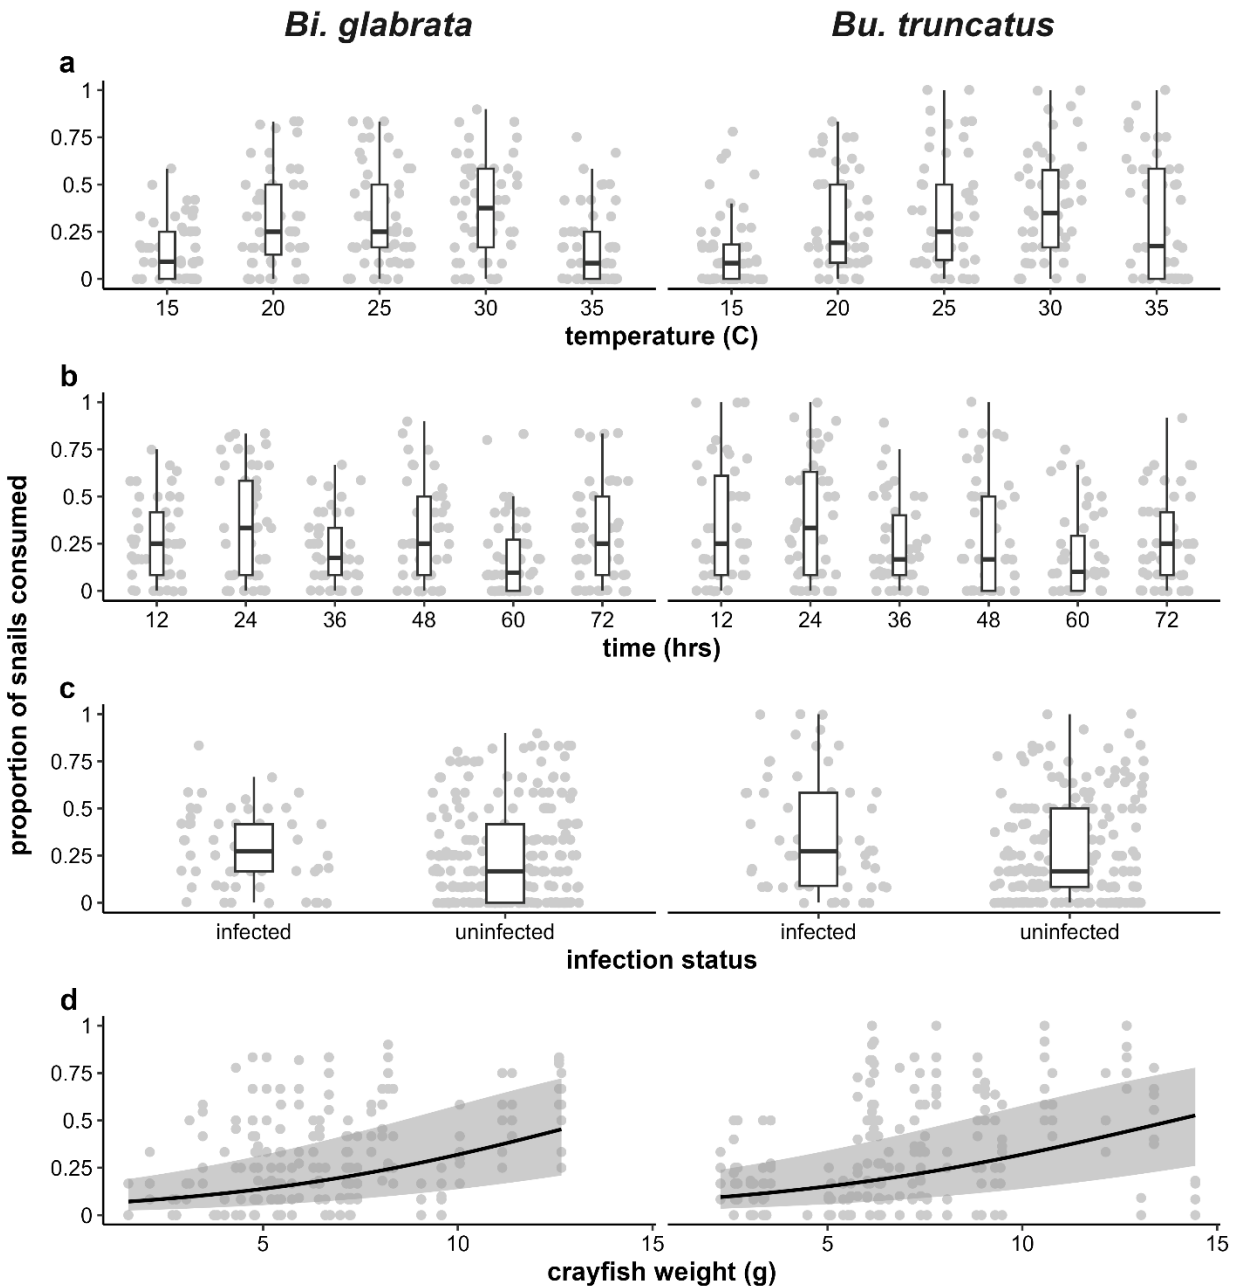 Bi. glabrata Bu. truncatus
a
1
0.75
0.5
0.25
0
15 20 25 30 35 15 20 25 30 35
temperature (C)
b
1
0.75
0.5
0.25
0
12 24 36 48 60 72 12 24 36 48 60 72
time (hrs)
proportion of snails consumed
c
1
0.75
0.5
0.25
0
infected uninfected infected uninfected
infection status
d
1
0.75
0.5
0.25
0
5 10 15 5 10 15
crayfish weight (g)